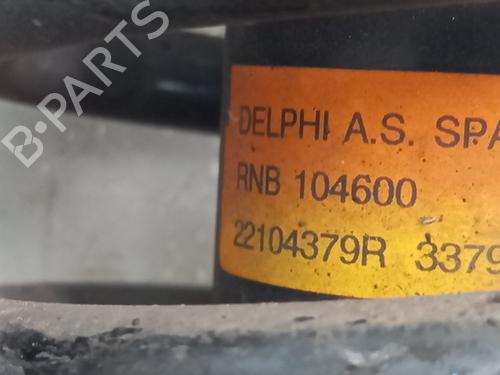 B-PARTS
DELPHI A.S. SPA
RNB 104600
22104379R 3379